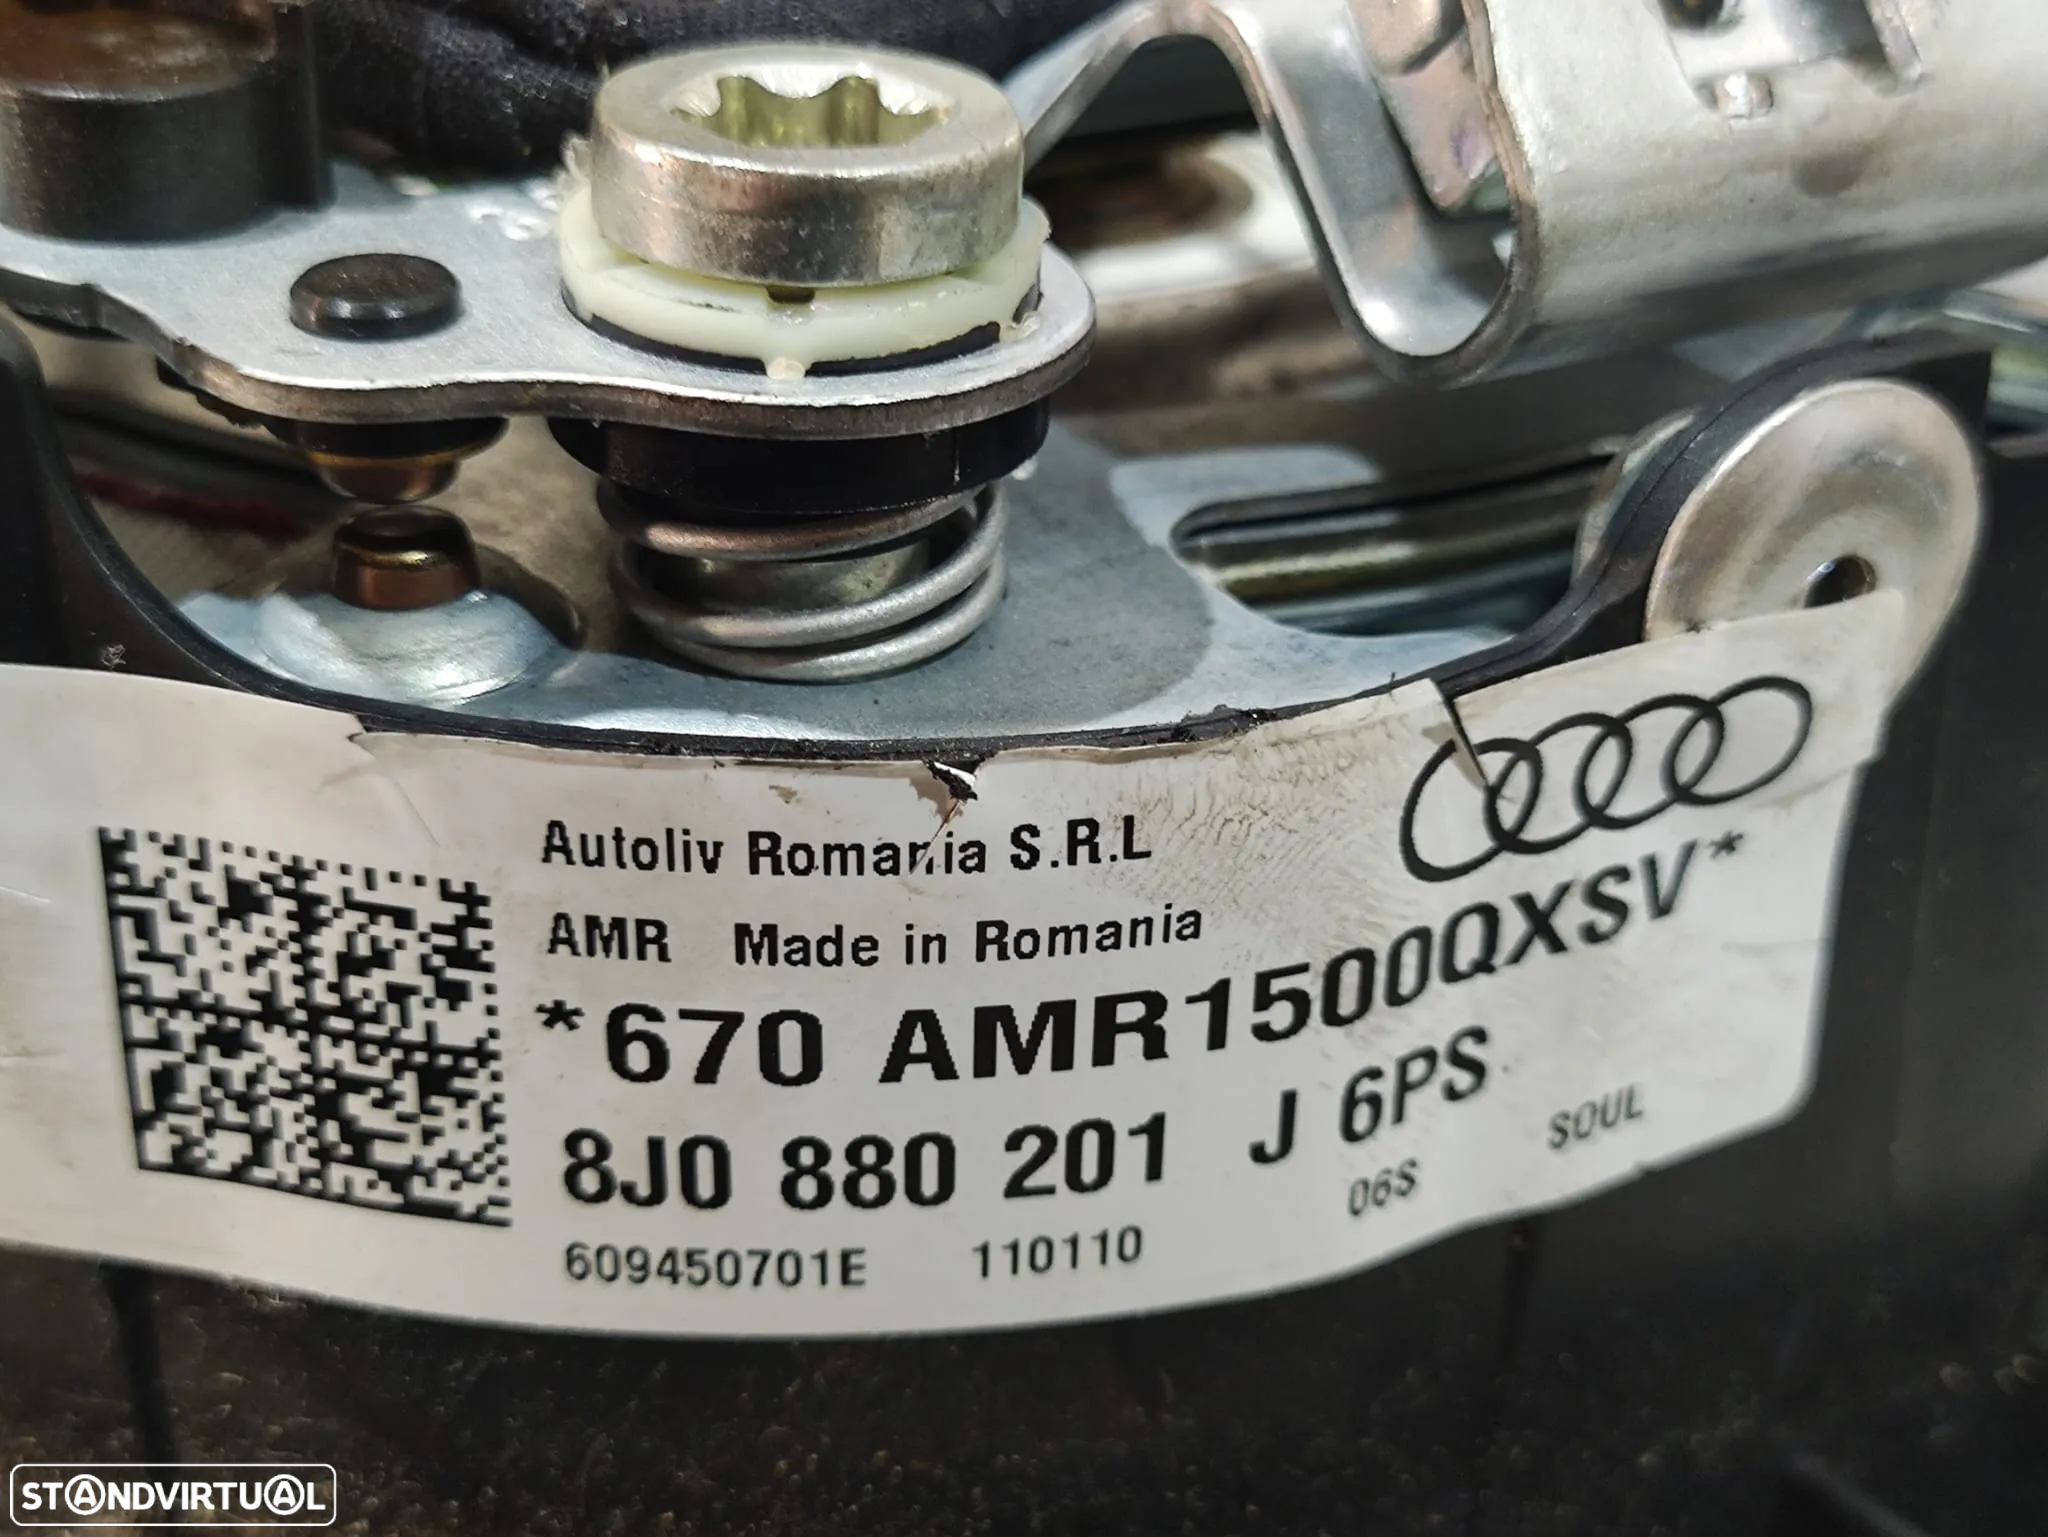 Autoliv Romania S.R.L
AMR Made in Romania
*670 AMR1500QXSV*
8J0 880 201 J 6PS
609450701E 110110 06S SOUL
STANDVIRTUAL